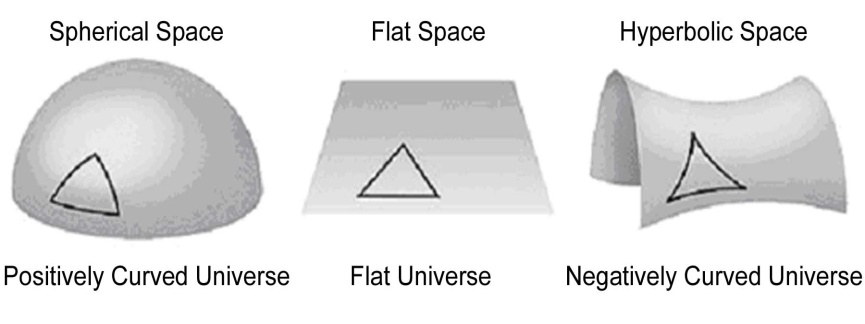 Spherical Space
Flat Space
Hyperbolic Space
Positively Curved Universe
Flat Universe
Negatively Curved Universe